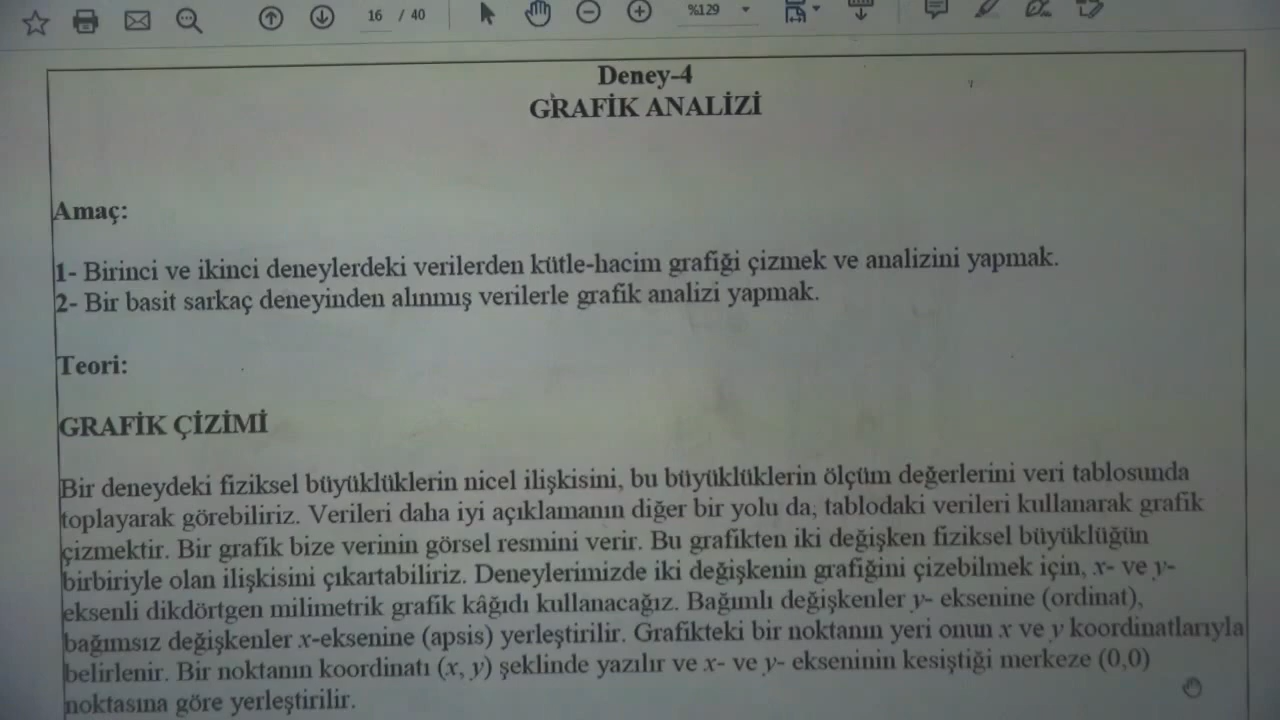 16 / 40
%129
Deney-4
GRAFİK ANALİZİ
Amaç:
1- Birinci ve ikinci deneylerdeki verilerden kütle-hacim grafiği çizmek ve analizini yapmak.
2- Bir basit sarkaç deneyinden alınmış verilerle grafik analizi yapmak.
Teori:
GRAFİK ÇİZİMİ
Bir deneydeki fiziksel büyüklüklerin nicel ilişkisini, bu büyüklüklerin ölçüm değerlerini veri tablosunda
toplayarak görebiliriz. Verileri daha iyi açıklamanın diğer bir yolu da, tablodaki verileri kullanarak grafik
çizmektir. Bir grafik bize verinin görsel resmini verir. Bu grafikten iki değişken fiziksel büyüklüğün
birbiriyle olan ilişkisini çıkartabiliriz. Deneylerimizde iki değişkenin grafiğini çizebilmek için, x- ve y-
eksenli dikdörtgen milimetrik grafik kâğıdı kullanacağız. Bağımlı değişkenler y- eksenine (ordinat),
bağımsız değişkenler x-eksenine (apsis) yerleştirilir. Grafikteki bir noktanın yeri onun x ve y koordinatlarıyla
belirlenir. Bir noktanın koordinatı (x, y) şeklinde yazılır ve x- ve y- ekseninin kesiştiği merkeze (0,0)
noktasına göre yerleştirilir.